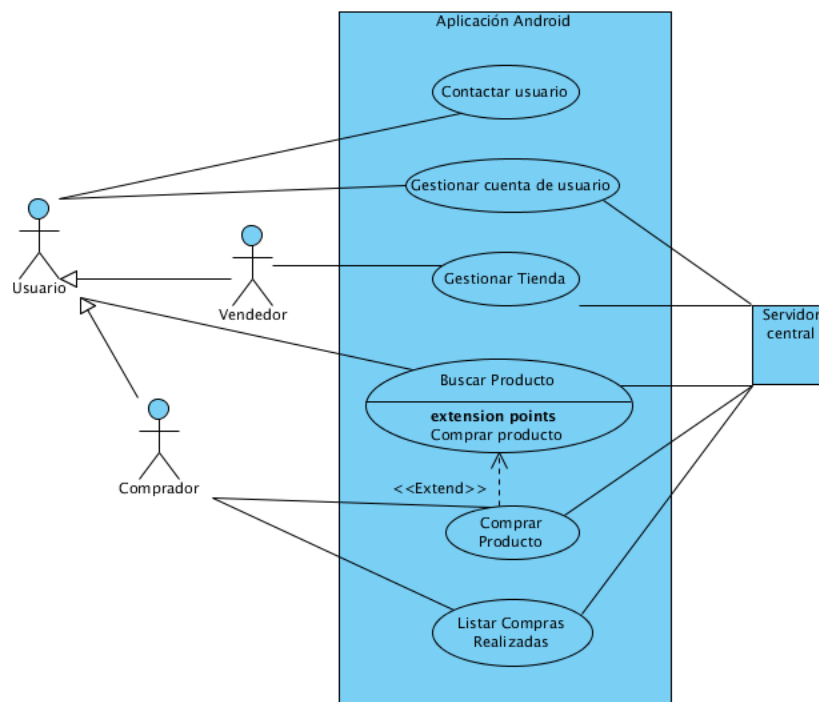 Aplicación Android
Contactar usuario
Gestionar cuenta de usuario
Usuario
Vendedor
Gestionar Tienda
Servidor
central
Buscar Producto
extension points
Comprar producto
<<Extend>>
Comprador
Comprar
Producto
Listar Compras
Realizadas